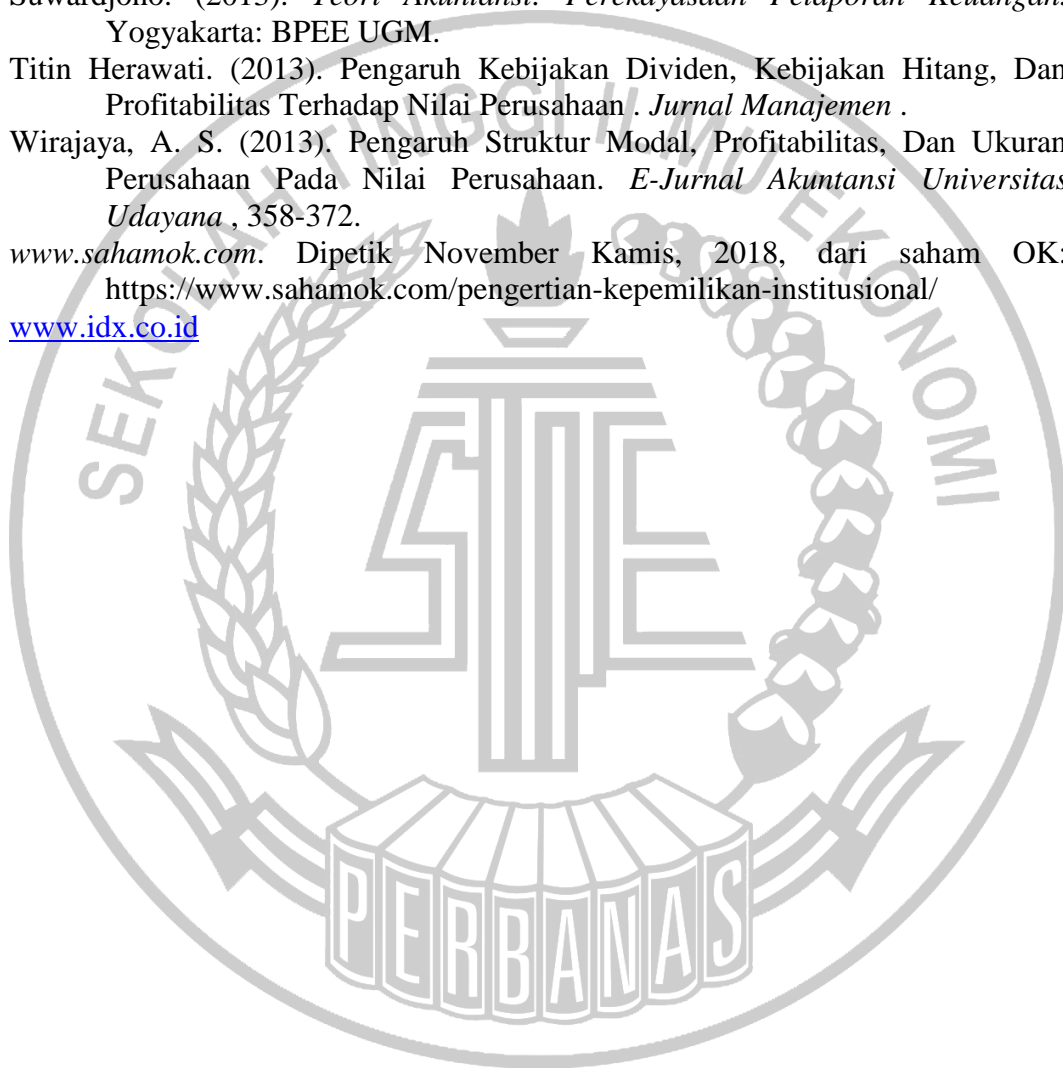 Suwardjono. (2013). Teori Akuntansi: Perekayasaan Pelaporan Keuangan.
Yogyakarta: BPEE UGM.
Titin Herawati. (2013). Pengaruh Kebijakan Dividen, Kebijakan Hitang, Dan
Profitabilitas Terhadap Nilai Perusahaan . Jurnal Manajemen .
Wirajaya, A. S. (2013). Pengaruh Struktur Modal, Profitabilitas, Dan Ukuran
Perusahaan Pada Nilai Perusahaan. E-Jurnal Akuntansi Universitas
Udayana , 358-372.
www.sahamok.com. Dipetik November Kamis, 2018, dari saham OK:
https://www.sahamok.com/pengertian-kepemilikan-institusional/
www.idx.co.id
SEKOLAH TINGGI ILMU EKONOMI
STIE
PERBANAS